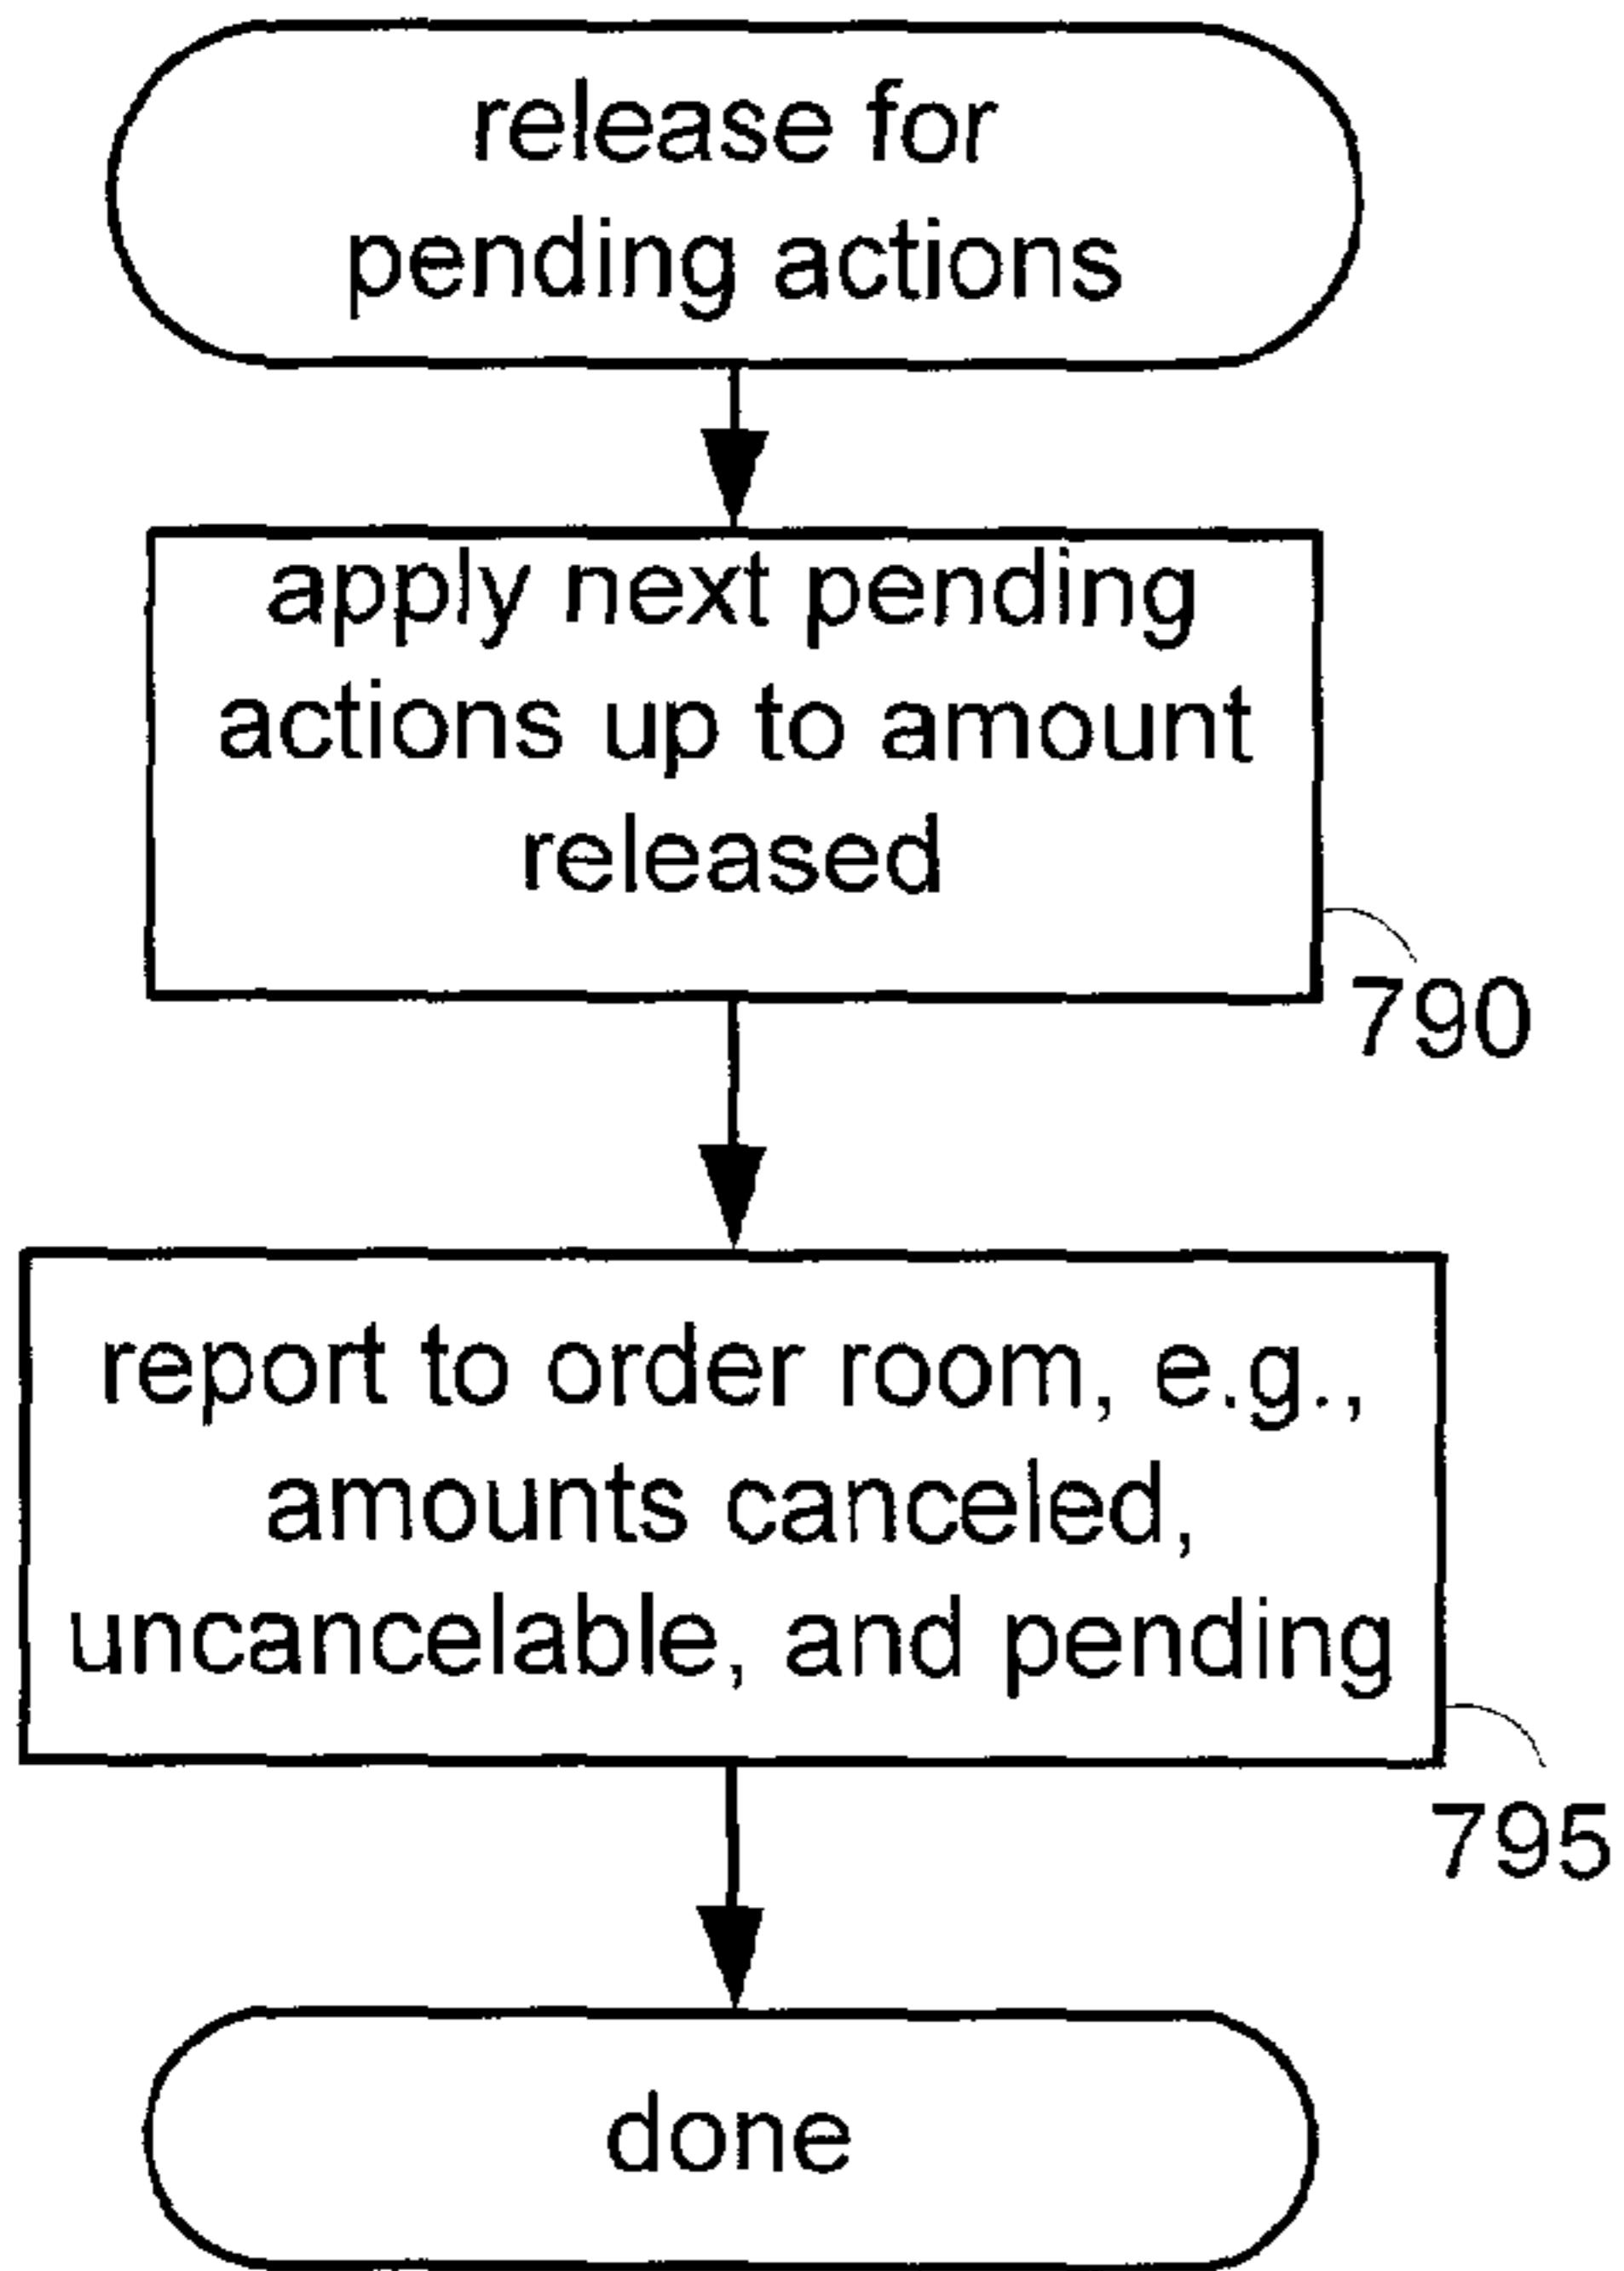 release for
pending actions
apply next pending
actions up to amount
released
790
report to order room, e.g.,
amounts canceled,
uncancelable, and pending
795
done